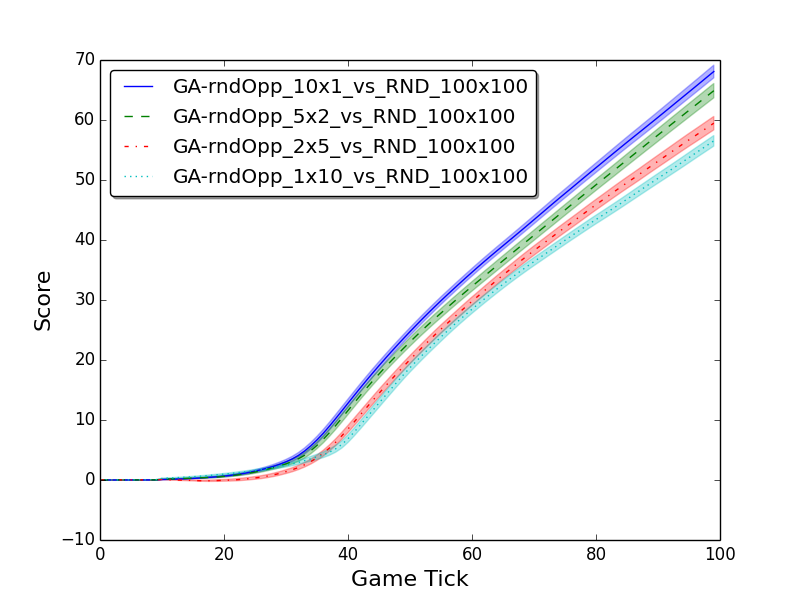 70
60
50
40
30
20
10
0
−10
Score
GA-rndOpp_10x1_vs_RND_100x100
GA-rndOpp_5x2_vs_RND_100x100
GA-rndOpp_2x5_vs_RND_100x100
GA-rndOpp_1x10_vs_RND_100x100
0 20 40 60 80 100
Game Tick